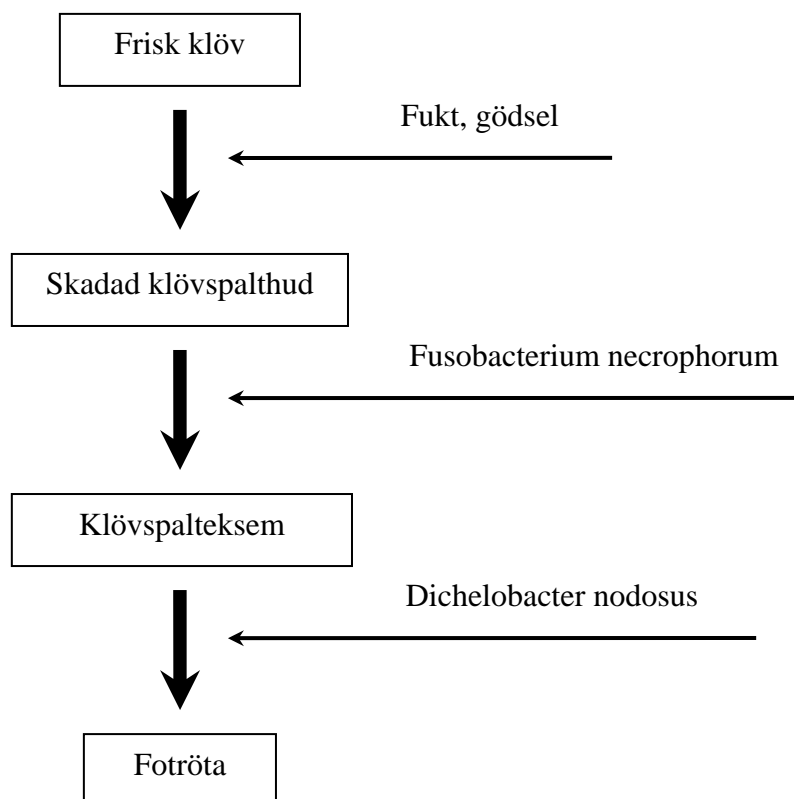 Frisk klöv
Fukt, gödsel
Skadad klövspalthud
Fusobacterium necrophorum
Klövspalteksem
Dichelobacter nodosus
Fotröta